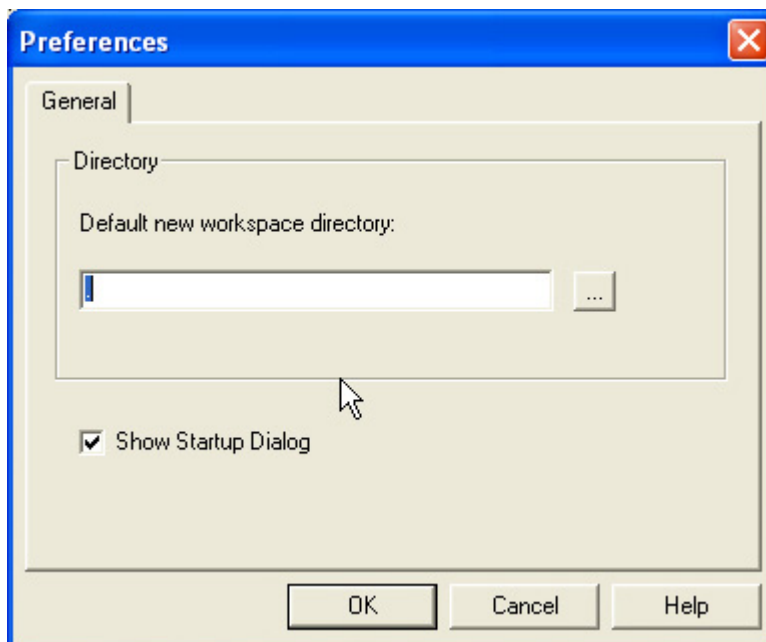 Preferences
General
Directory
Default new workspace directory:
.
...
Show Startup Dialog
OK Cancel Help